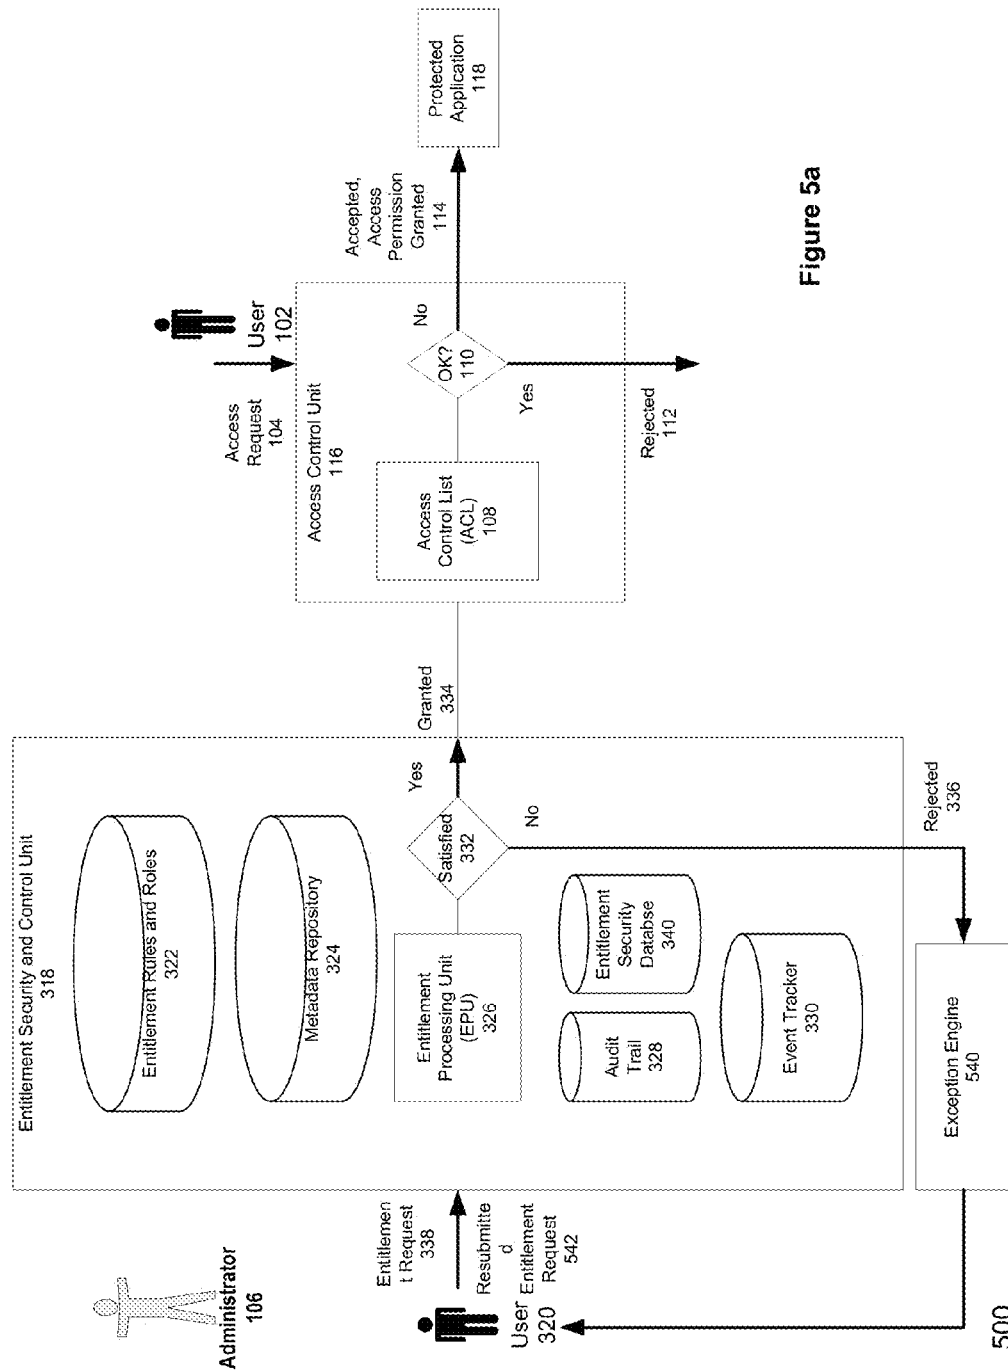 Administrator
106
User
320
Entitlemen
t Request
338
Resubmitte
d
Entitlement
Request
542
Entitlement Security and Control Unit
318
Entitlement Rules and Roles
322
Metadata Repository
324
Entitlement
Processing Unit
(EPU)
326
Satisfied
332
Yes
No
Audit
Trail
328
Entitlement
Security
Databse
340
Event Tracker
330
Granted
334
Rejected
336
Exception Engine
540
500
Access
Request
104
User
102
Access Control Unit
116
Access
Control List
(ACL)
108
OK?
110
No
Yes
Rejected
112
Accepted,
Access
Permission
Granted
114
Protected
Application
118
Figure 5a